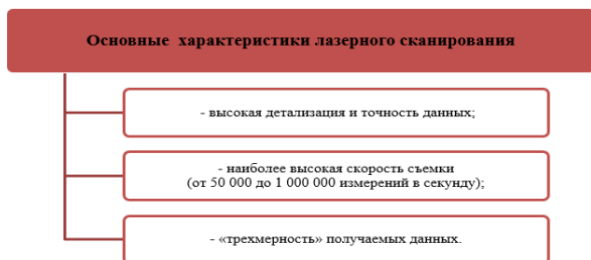 Основные характеристики лазерного сканирования
- высокая детализация и точность данных;
- наиболее высокая скорость съемки
(от 50 000 до 1 000 000 измерений в секунду);
- «трехмерность» получаемых данных.